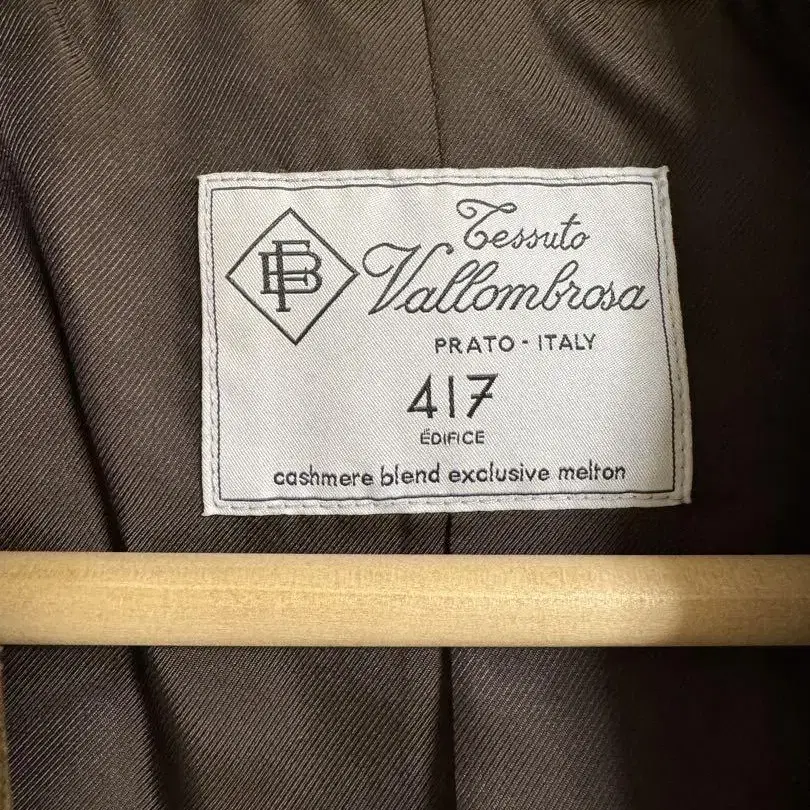 EB
Tessuto
Vallombrosa
PRATO - ITALY
417
ÉDIFICE
cashmere blend exclusive melton